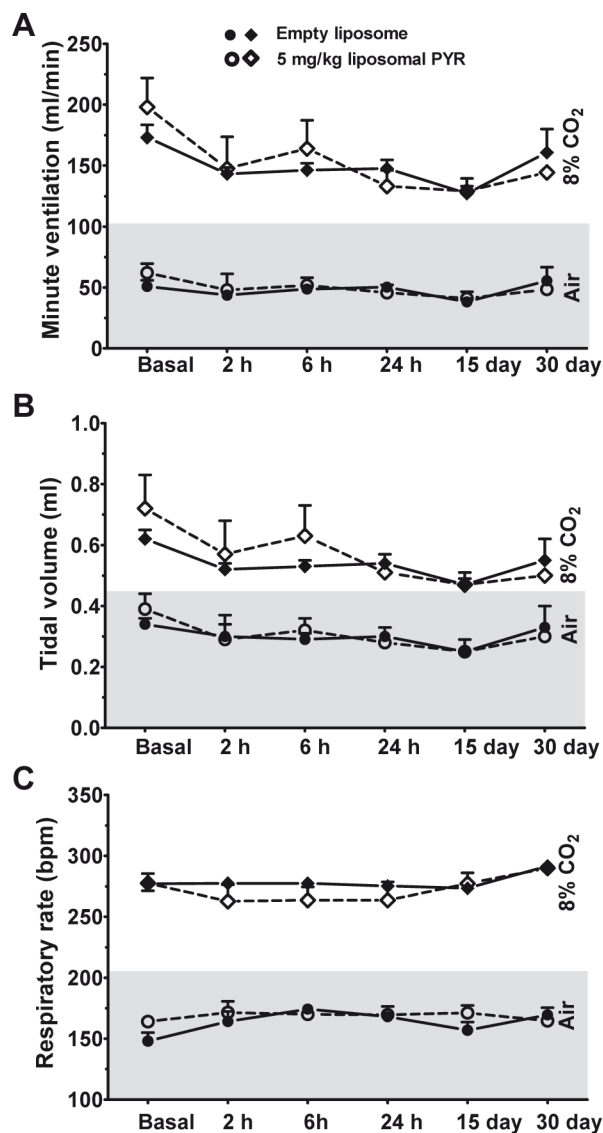 A
Empty liposome
5 mg/kg liposomal PYR
Minute ventilation (ml/min)
250
200
150
100
50
0
8% CO2
Air
Basal 2 h 6 h 24 h 15 day 30 day
B
Tidal volume (ml)
1.0
0.8
0.6
0.4
0.2
0.0
8% CO2
Air
Basal 2 h 6 h 24 h 15 day 30 day
C
Respiratory rate (bpm)
350
300
250
200
150
100
8% CO2
Air
Basal 2 h 6h 24 h 15 day 30 day